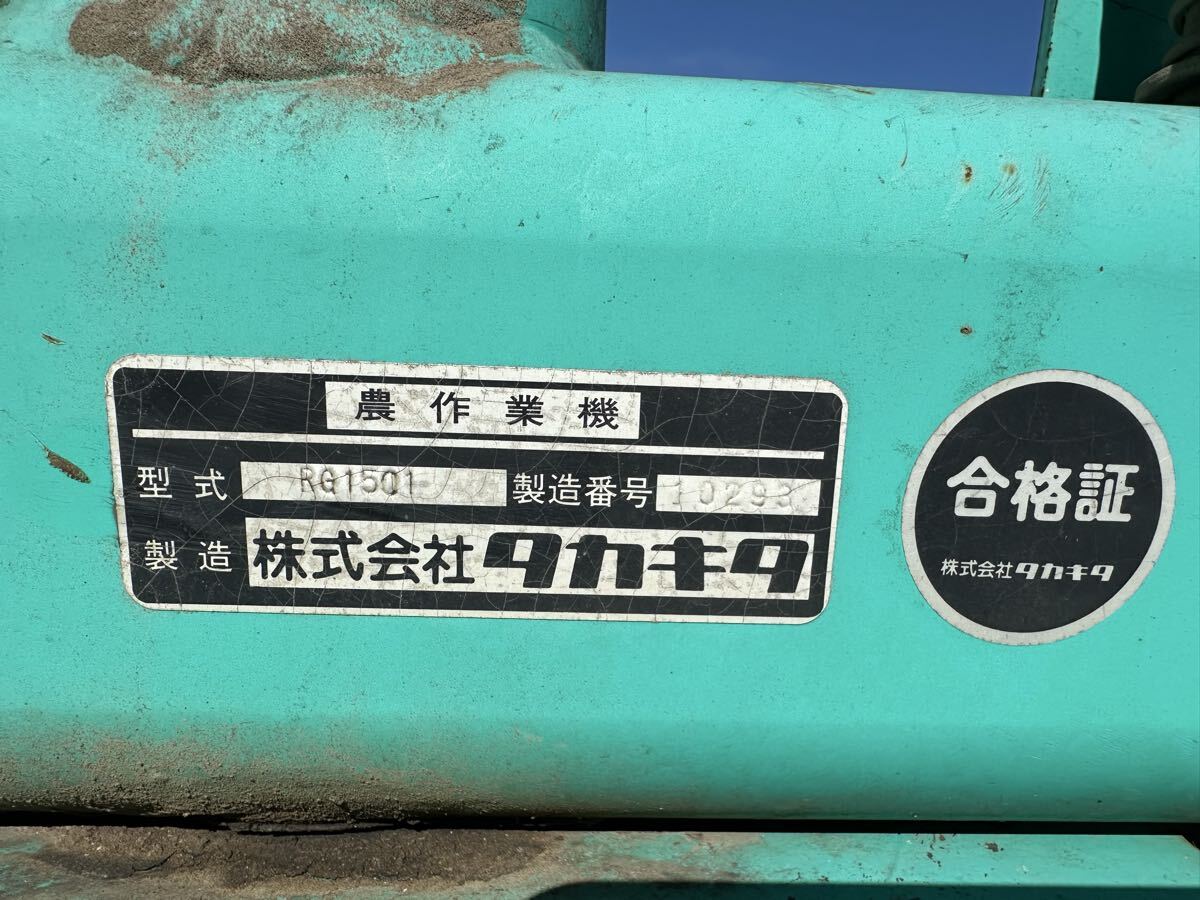 農作業機
型式 RG1501 製造番号 10293
製造 株式会社タカキタ
合格証
株式会社タカキタ